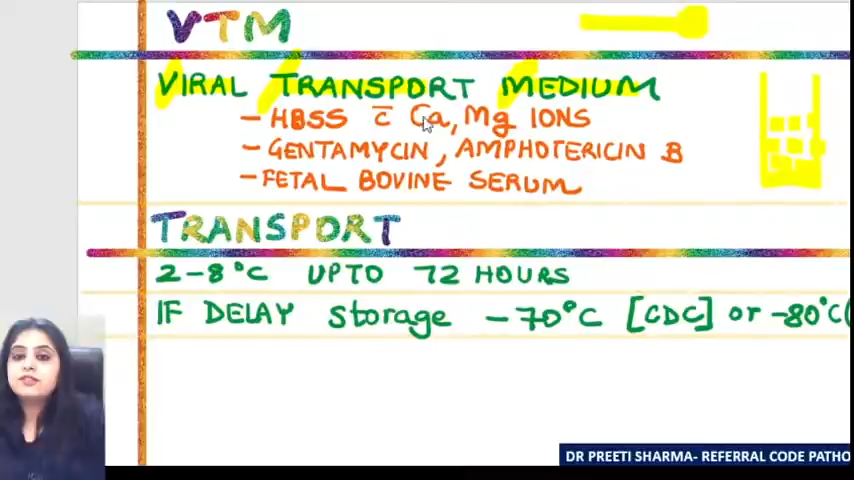 VTM
VIRAL TRANSPORT MEDIUM
- HBSS c̄ Ca, Mg IONS
- GENTAMYCIN, AMPHOTERICIN B
- FETAL BOVINE SERUM
TRANSPORT
2-8°C UPTO 72 HOURS
IF DELAY storage -70°C [CDC] or -80°C(
DR PREETI SHARMA- REFERRAL CODE PATHO